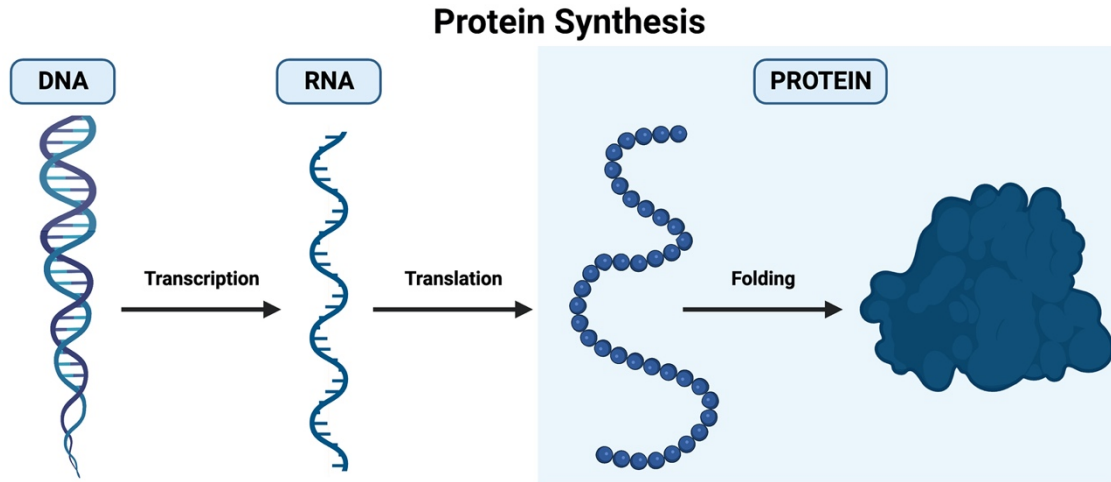 Protein Synthesis
DNA
RNA
PROTEIN
Transcription
Translation
Folding